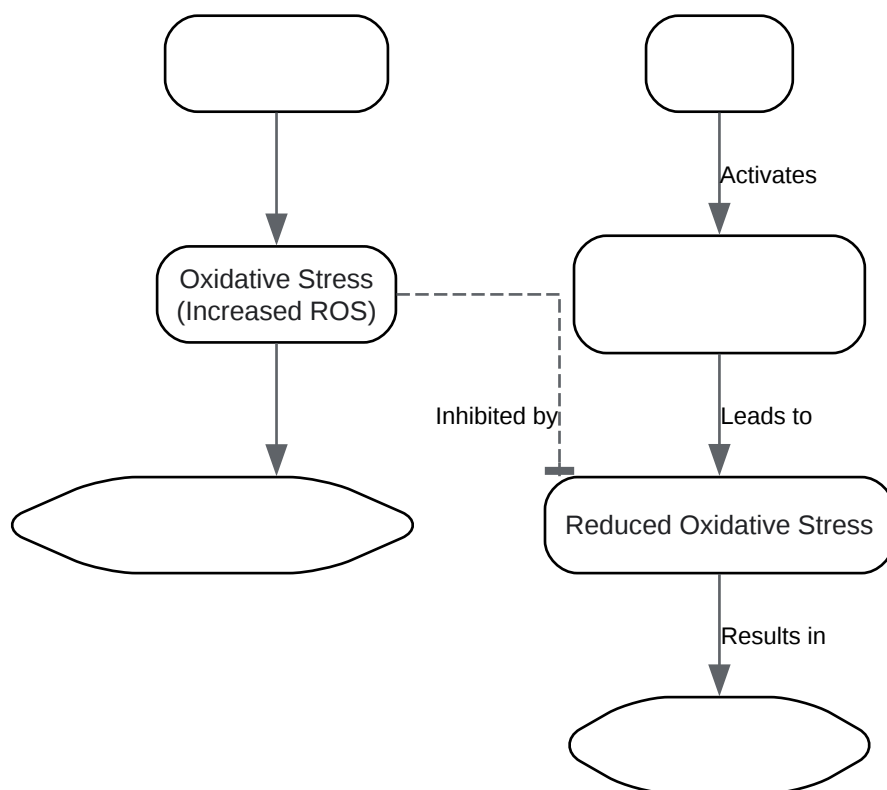 Activates
Oxidative Stress
(Increased ROS)
Inhibited by
Leads to
Reduced Oxidative Stress
Results in